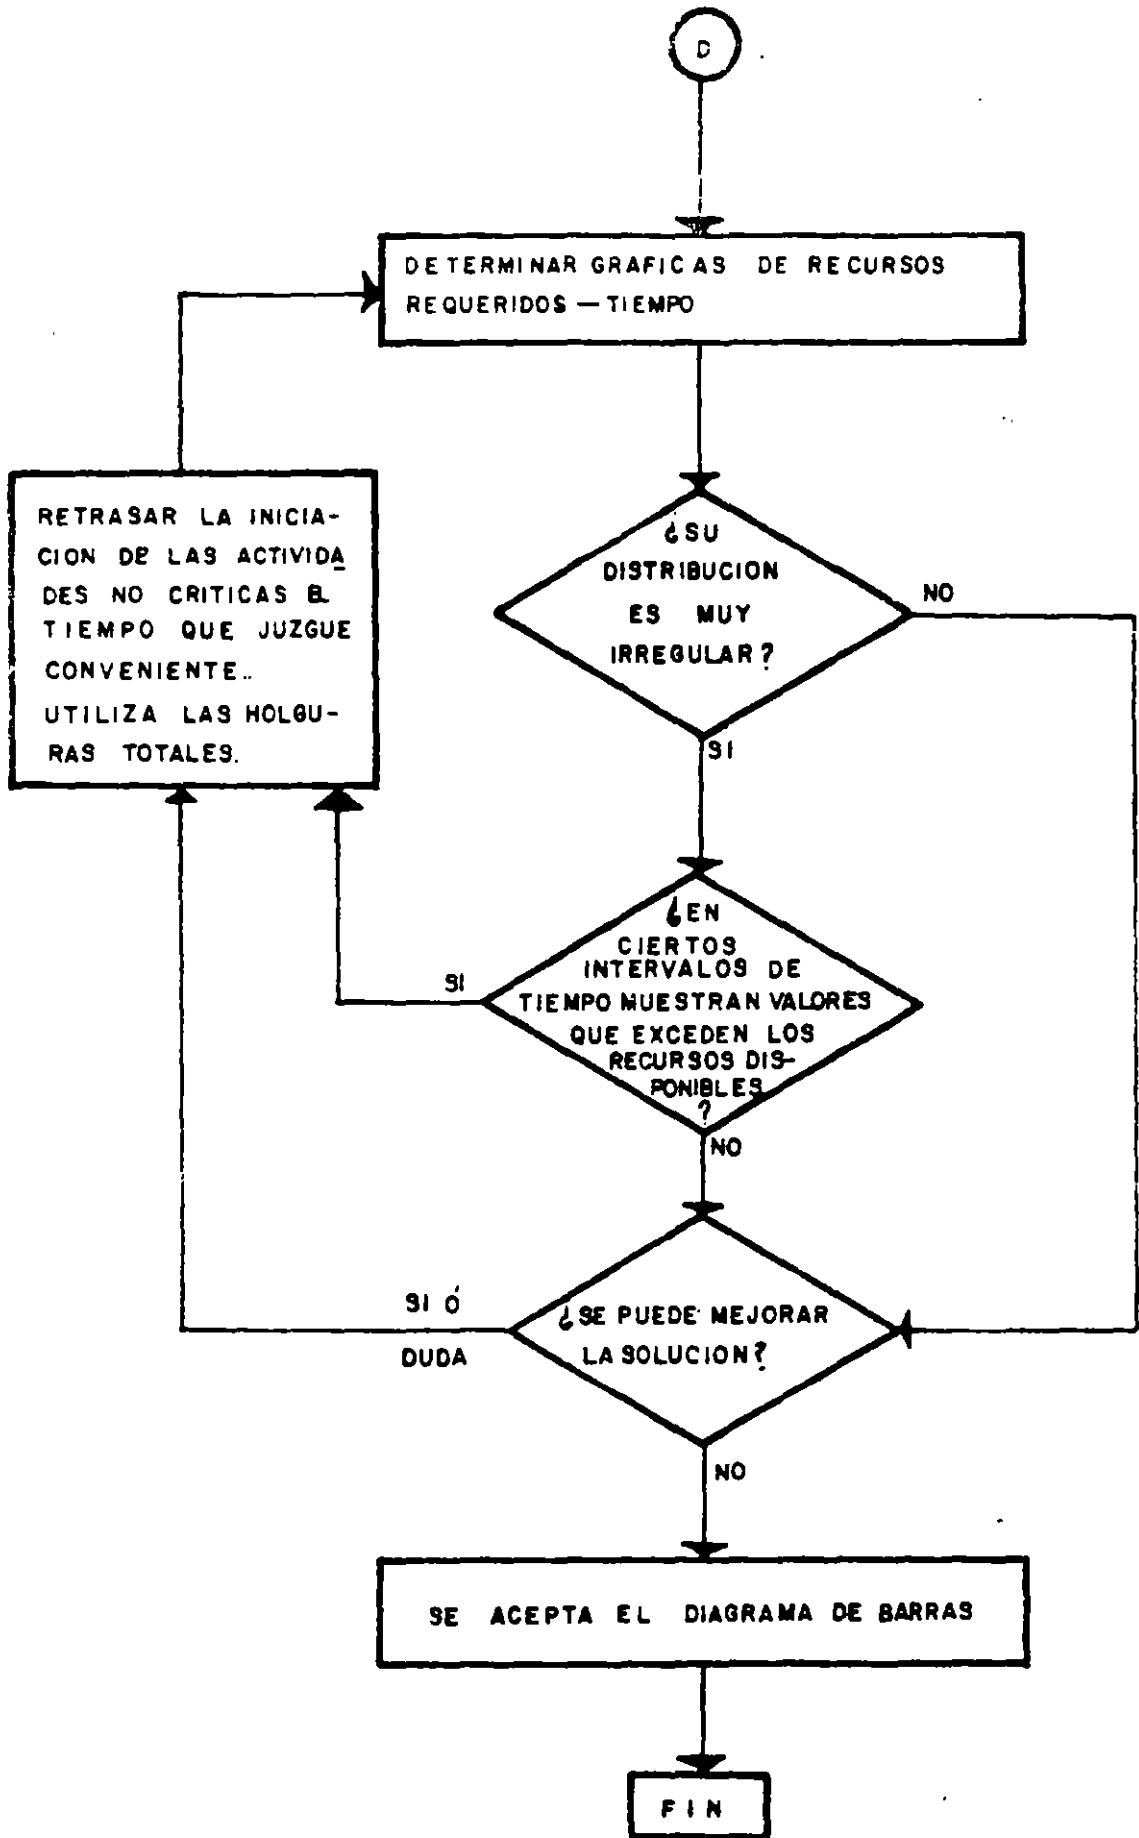 D
DETERMINAR GRAFICAS DE RECURSOS
REQUERIDOS — TIEMPO
RETRASAR LA INICIA-
CION DE LAS ACTIVIDA
DES NO CRITICAS EL
TIEMPO QUE JUZGUE
CONVENIENTE..
UTILIZA LAS HOLGU-
RAS TOTALES.
¿SU
DISTRIBUCION
ES MUY
IRREGULAR?
NO
SI
¿EN
CIERTOS
INTERVALOS DE
TIEMPO MUESTRAN VALORES
QUE EXCEDEN LOS
RECURSOS DIS-
PONIBLES
?
SI
NO
¿SE PUEDE MEJORAR
LA SOLUCION?
SI Ó
DUDA
NO
SE ACEPTA EL DIAGRAMA DE BARRAS
FIN